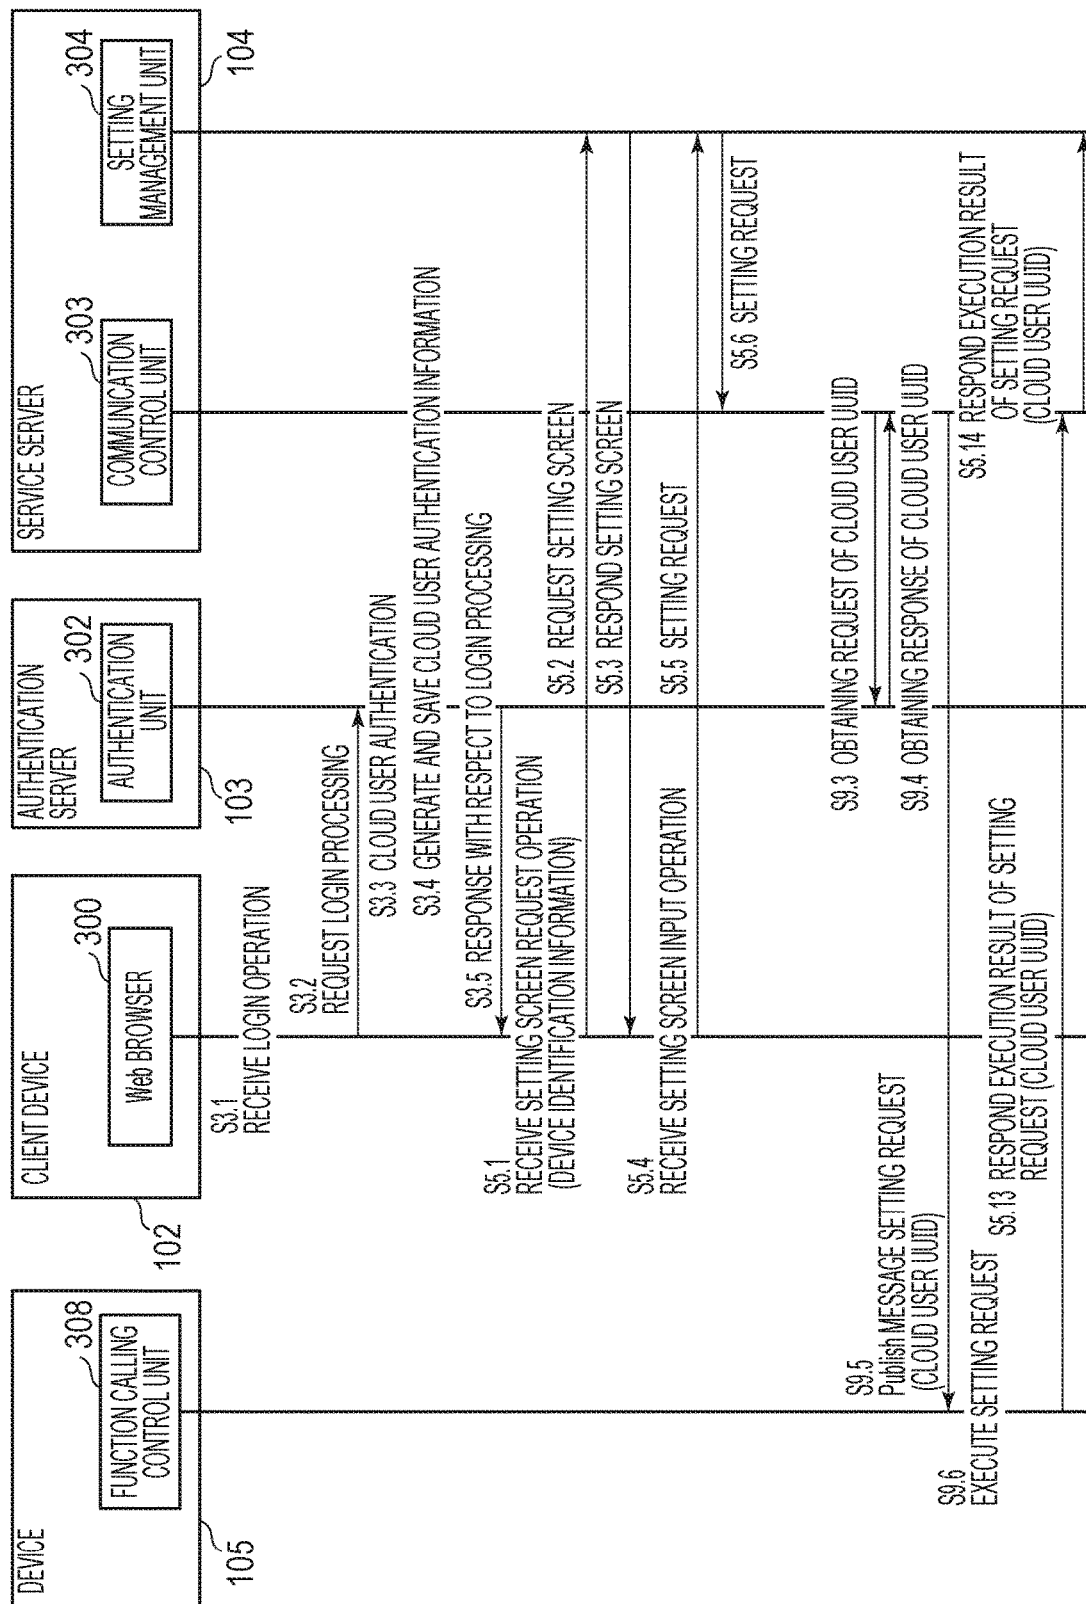 DEVICE
FUNCTION CALLING
CONTROL UNIT
308
105
CLIENT DEVICE
Web BROWSER
300
102
AUTHENTICATION
SERVER
AUTHENTICATION
UNIT
302
103
SERVICE SERVER
COMMUNICATION
CONTROL UNIT
303
SETTING
MANAGEMENT UNIT
304
104
S3.1
RECEIVE LOGIN OPERATION
S3.2
REQUEST LOGIN PROCESSING
S3.3 CLOUD USER AUTHENTICATION
S3.4 GENERATE AND SAVE CLOUD USER AUTHENTICATION INFORMATION
S3.5 RESPONSE WITH RESPECT TO LOGIN PROCESSING
S5.1
RECEIVE SETTING SCREEN REQUEST OPERATION
(DEVICE IDENTIFICATION INFORMATION)
S5.2 REQUEST SETTING SCREEN
S5.3 RESPOND SETTING SCREEN
S5.4
RECEIVE SETTING SCREEN INPUT OPERATION
S5.5 SETTING REQUEST
S5.6 SETTING REQUEST
S9.3 OBTAINING REQUEST OF CLOUD USER UUID
S9.4 OBTAINING RESPONSE OF CLOUD USER UUID
S9.5
Publish MESSAGE SETTING REQUEST
(CLOUD USER UUID)
S9.6
EXECUTE SETTING REQUEST
S5.13 RESPOND EXECUTION RESULT OF SETTING
REQUEST (CLOUD USER UUID)
S5.14 RESPOND EXECUTION RESULT
OF SETTING REQUEST
(CLOUD USER UUID)